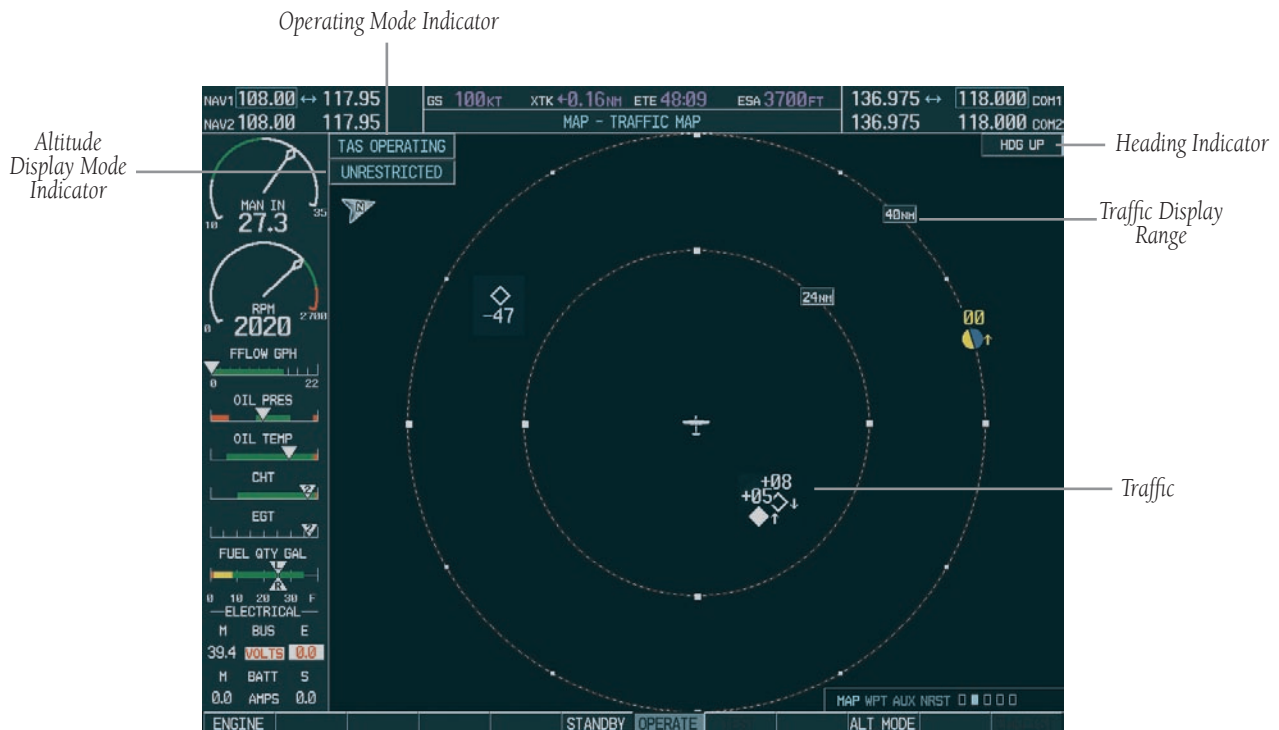 Operating Mode Indicator
NAV1 108.00 ↔ 117.95
NAV2 108.00 117.95
GS 100KT XTK ←0.16NM ETE 48:09 ESA 3700FT
MAP - TRAFFIC MAP
136.975 ↔ 118.000 COM1
136.975 118.000 COM2
Altitude
Display Mode
Indicator
TAS OPERATING
UNRESTRICTED
HDG UP
Heading Indicator
N
40NM
Traffic Display
Range
24NM
-47
00
↑
+08
+05
↓
↑
Traffic
10 MAN IN 35
27.3
0 RPM 2700
2020
FFLOW GPH
0 22
OIL PRES
OIL TEMP
CHT
?
EGT
FUEL QTY GAL
L
R
0 10 20 30 F
ELECTRICAL
M BUS E
39.4 VOLTS 0.0
M BATT S
0.0 AMPS 0.0
MAP WPT AUX NRST
ENGINE STANDBY OPERATE ALT MODE